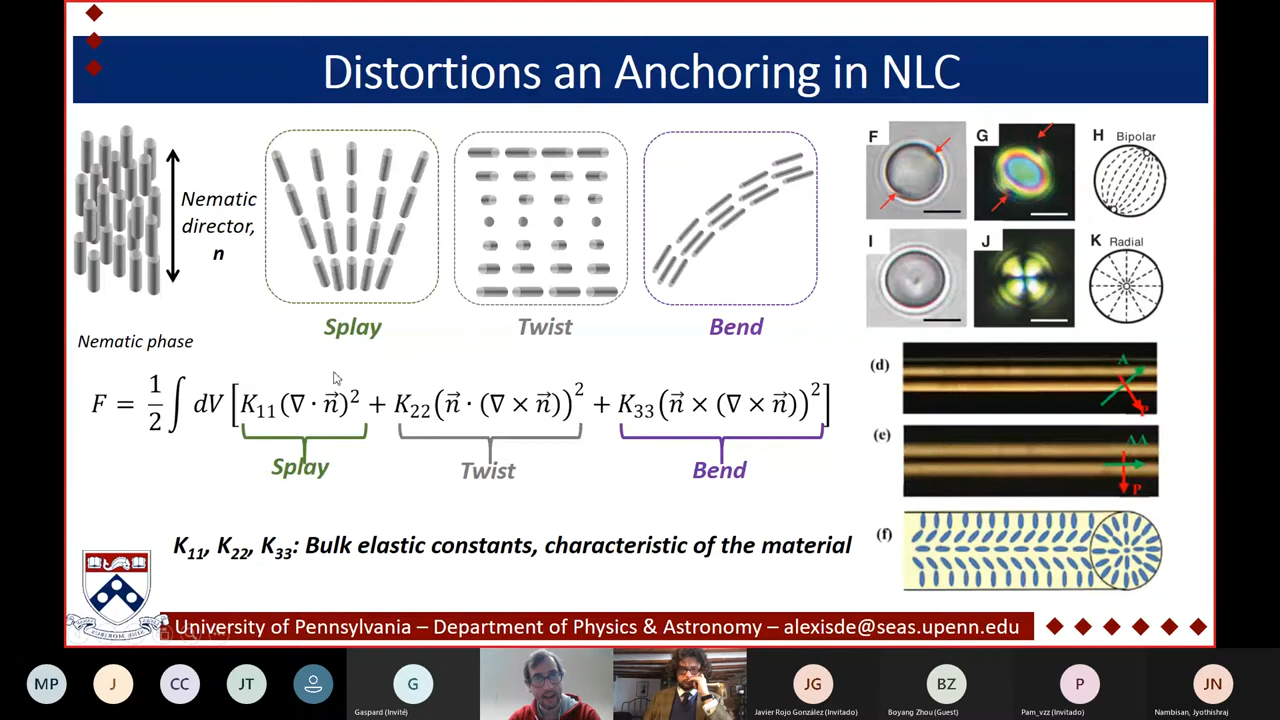 Distortions an Anchoring in NLC
Nematic
director,
n
Nematic phase
Splay
Twist
Bend
F
G
H
Bipolar
I
J
K
Radial
F = 1/2 ∫ dV [K₁₁(∇ · n⃗)² + K₂₂(n⃗ · (∇ × n⃗))² + K₃₃(n⃗ × (∇ × n⃗))²]
Splay
Twist
Bend
(d)
A
P
(e)
AA
P
(f)
K₁₁, K₂₂, K₃₃: Bulk elastic constants, characteristic of the material
University of Pennsylvania – Department of Physics & Astronomy – alexisde@seas.upenn.edu
MP
J
CC
JT
G
JG
BZ
P
JN
Gaspard (Invité)
Javier Rojo González (Invitado)
Boyang Zhou (Guest)
Pam_vzz (Invitado)
Nambisan, Jyothishraj